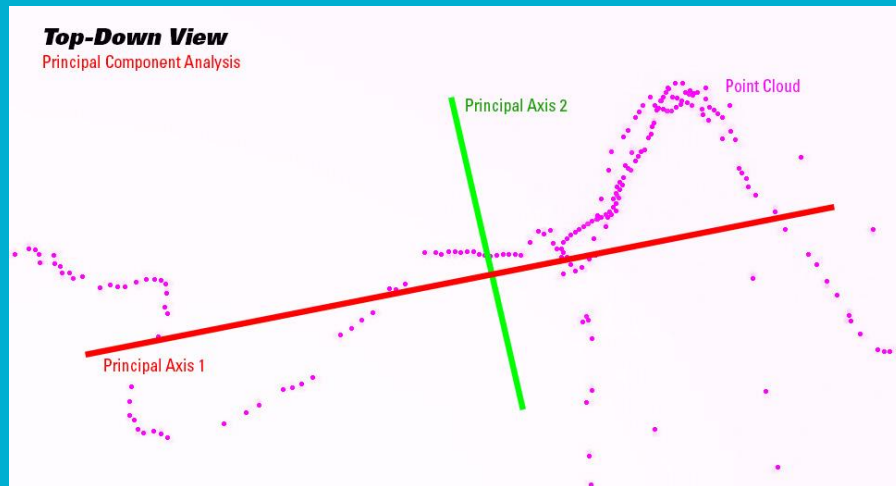 Top-Down View
Principal Component Analysis
Point Cloud
Principal Axis 2
Principal Axis 1